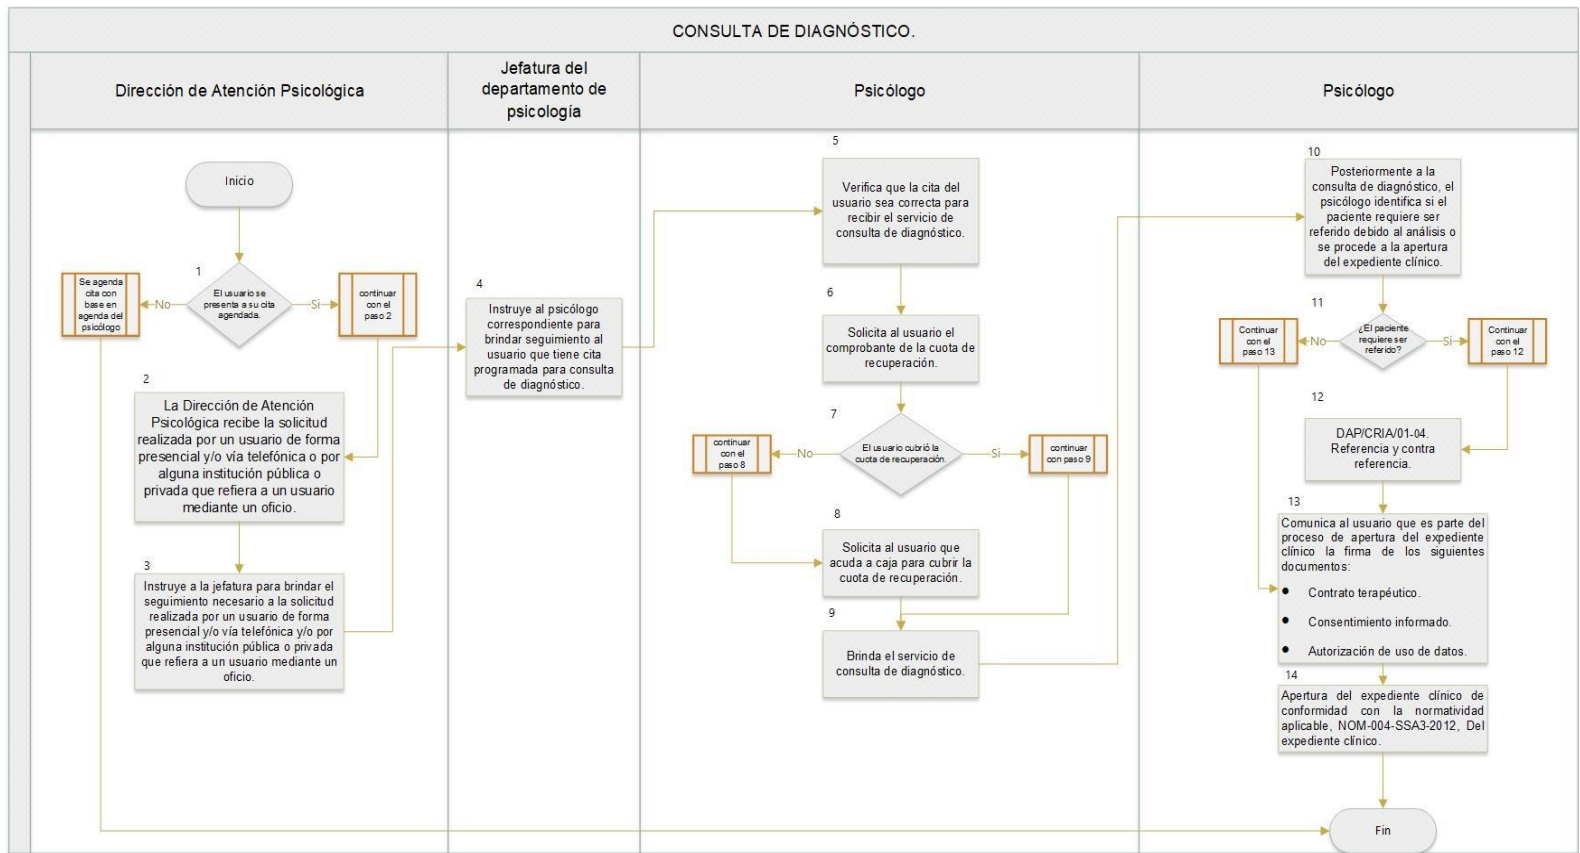 CONSULTA DE DIAGNÓSTICO.
Dirección de Atención Psicológica
Jefatura del
departamento de
psicología
Psicólogo
Psicólogo
Inicio
1
El usuario se
presenta a su cita
agendada.
No
Se agenda
cita con
base en
agenda del
psicólogo
Si
continuar
con el
paso 2
2
La Dirección de Atención
Psicológica recibe la solicitud
realizada por un usuario de forma
presencial y/o vía telefónica o por
alguna institución pública o
privada que refiera a un usuario
mediante un oficio.
3
Instruye a la jefatura para brindar el
seguimiento necesario a la solicitud
realizada por un usuario de forma
presencial y/o vía telefónica y/o por
alguna institución pública o privada
que refiera a un usuario mediante un
oficio.
4
Instruye al psicólogo
correspondiente para
brindar seguimiento al
usuario que tiene cita
programada para consulta
de diagnóstico.
5
Verifica que la cita del
usuario sea correcta para
recibir el servicio de
consulta de diagnóstico.
6
Solicita al usuario el
comprobante de la cuota de
recuperación.
7
El usuario cubrió la
cuota de recuperación.
No
continuar
con el
paso 8
Si
continuar
con paso 9
8
Solicita al usuario que
acuda a caja para cubrir la
cuota de recuperación.
9
Brinda el servicio de
consulta de diagnóstico.
10
Posteriormente a la
consulta de diagnóstico, el
psicólogo identifica si el
paciente requiere ser
referido debido al análisis o
se procede a la apertura
del expediente clínico.
11
¿El paciente
requiere ser
referido?
No
Continuar
con el
paso 13
Si
Continuar
con el
paso 12
12
DAP/CRIA/01-04.
Referencia y contra
referencia.
13
Comunica al usuario que es parte del
proceso de apertura del expediente
clínico la firma de los siguientes
documentos:
● Contrato terapéutico.
● Consentimiento informado.
● Autorización de uso de datos.
14
Apertura del expediente clínico de
conformidad con la normatividad
aplicable, NOM-004-SSA3-2012, Del
expediente clínico.
Fin